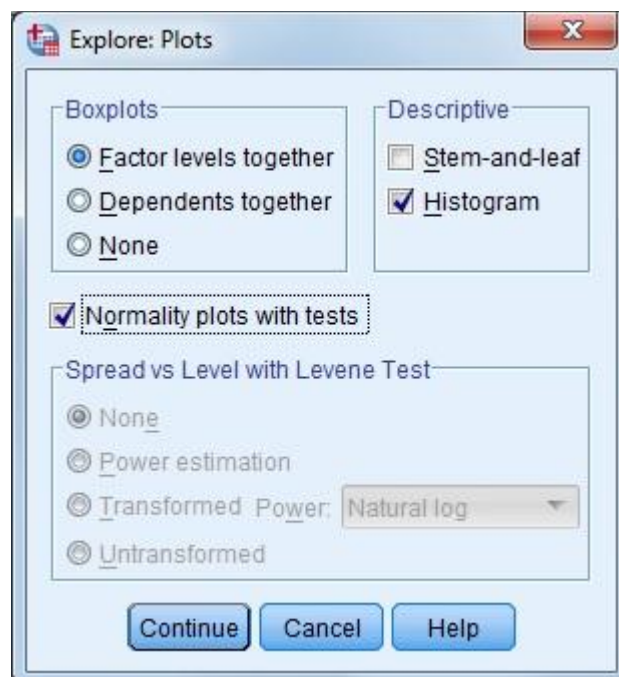 Explore: Plots
Boxplots
Factor levels together
Dependents together
None
Descriptive
Stem-and-leaf
Histogram
Normality plots with tests
Spread vs Level with Levene Test
None
Power estimation
Transformed Power: Natural log
Untransformed
Continue Cancel Help